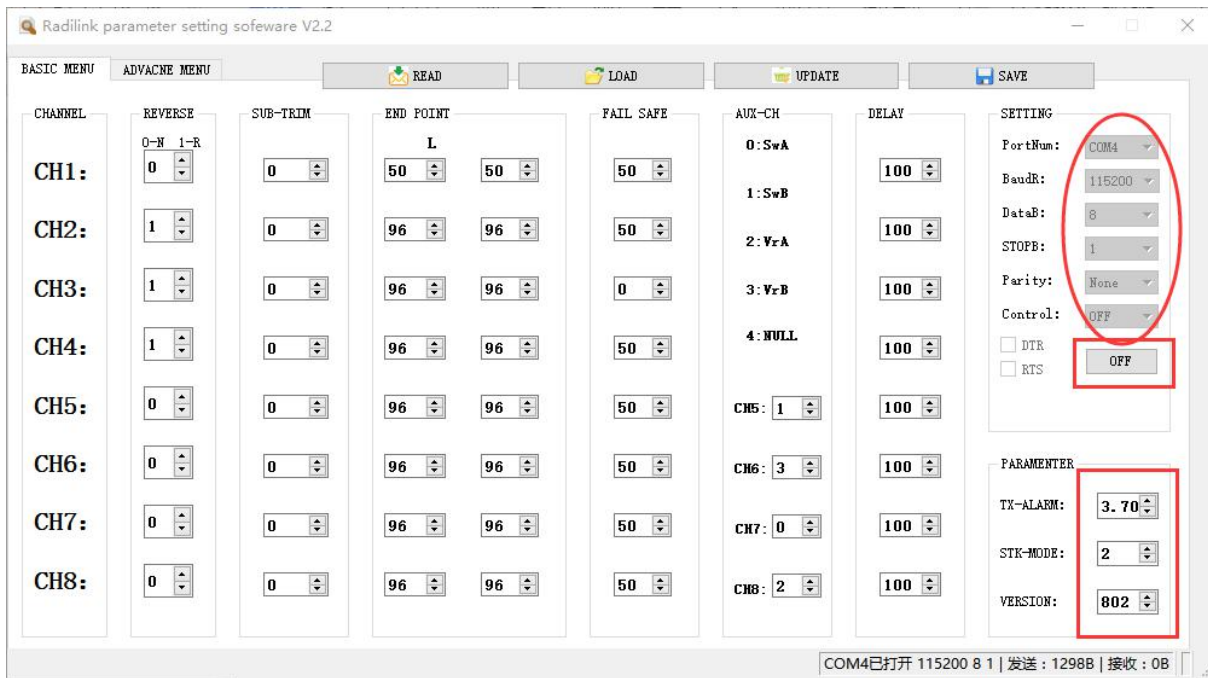 Radilink parameter setting sofeware V2.2
BASIC MENU ADVACNE MENU READ LOAD UPDATE SAVE
CHANNEL REVERSE SUB-TRIM END POINT FAIL SAFE AUX-CH DELAY SETTING
0-N 1-R L 0:SwA PortNum: COM4
CH1: 0 0 50 50 50 100 BaudR: 115200
1:SwB
CH2: 1 0 96 96 50 100 DataB: 8
2:VrA STOPB: 1
CH3: 1 0 96 96 0 3:VrB 100 Parity: None
Control: OFF
CH4: 1 0 96 96 50 4:NULL 100 DTR OFF
RTS
CH5: 0 0 96 96 50 CH5: 1 100
CH6: 0 0 96 96 50 CH6: 3 100 PARAMENTER
CH7: 0 0 96 96 50 CH7: 0 100 TX-ALARM: 3.70
STK-MODE: 2
CH8: 0 0 96 96 50 CH8: 2 100 VERSION: 802
COM4已打开 115200 8 1 | 发送：1298B | 接收：0B